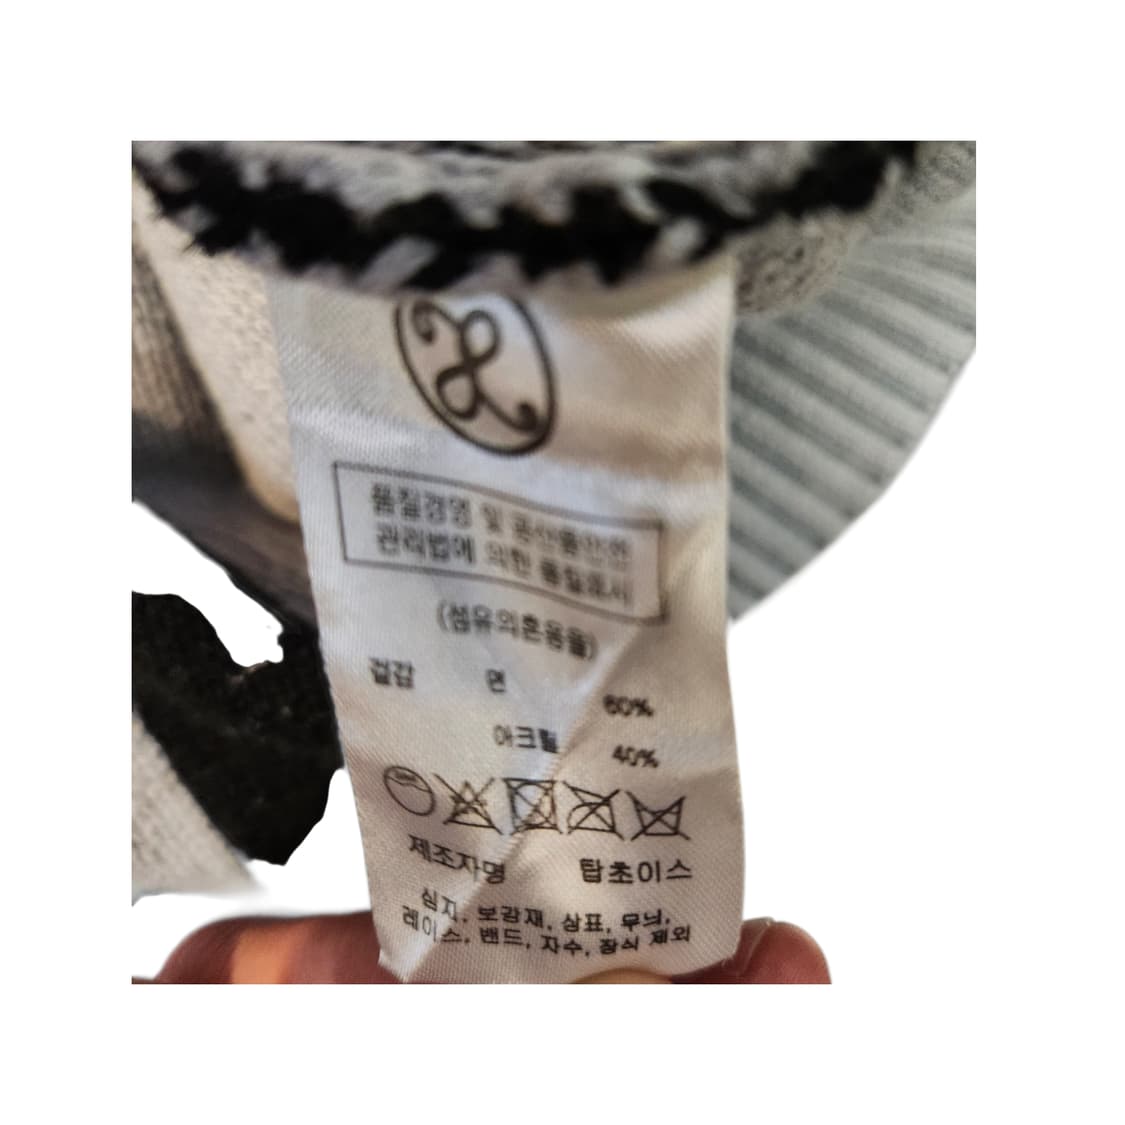 품질경영 및 공산품안전
관리법에 의한 품질표시
(섬유의혼용율)
겉감 면 60%
아크릴 40%
제조자명 탑초이스
심지, 보강재, 상표, 무늬,
레이스, 밴드, 자수, 장식 제외